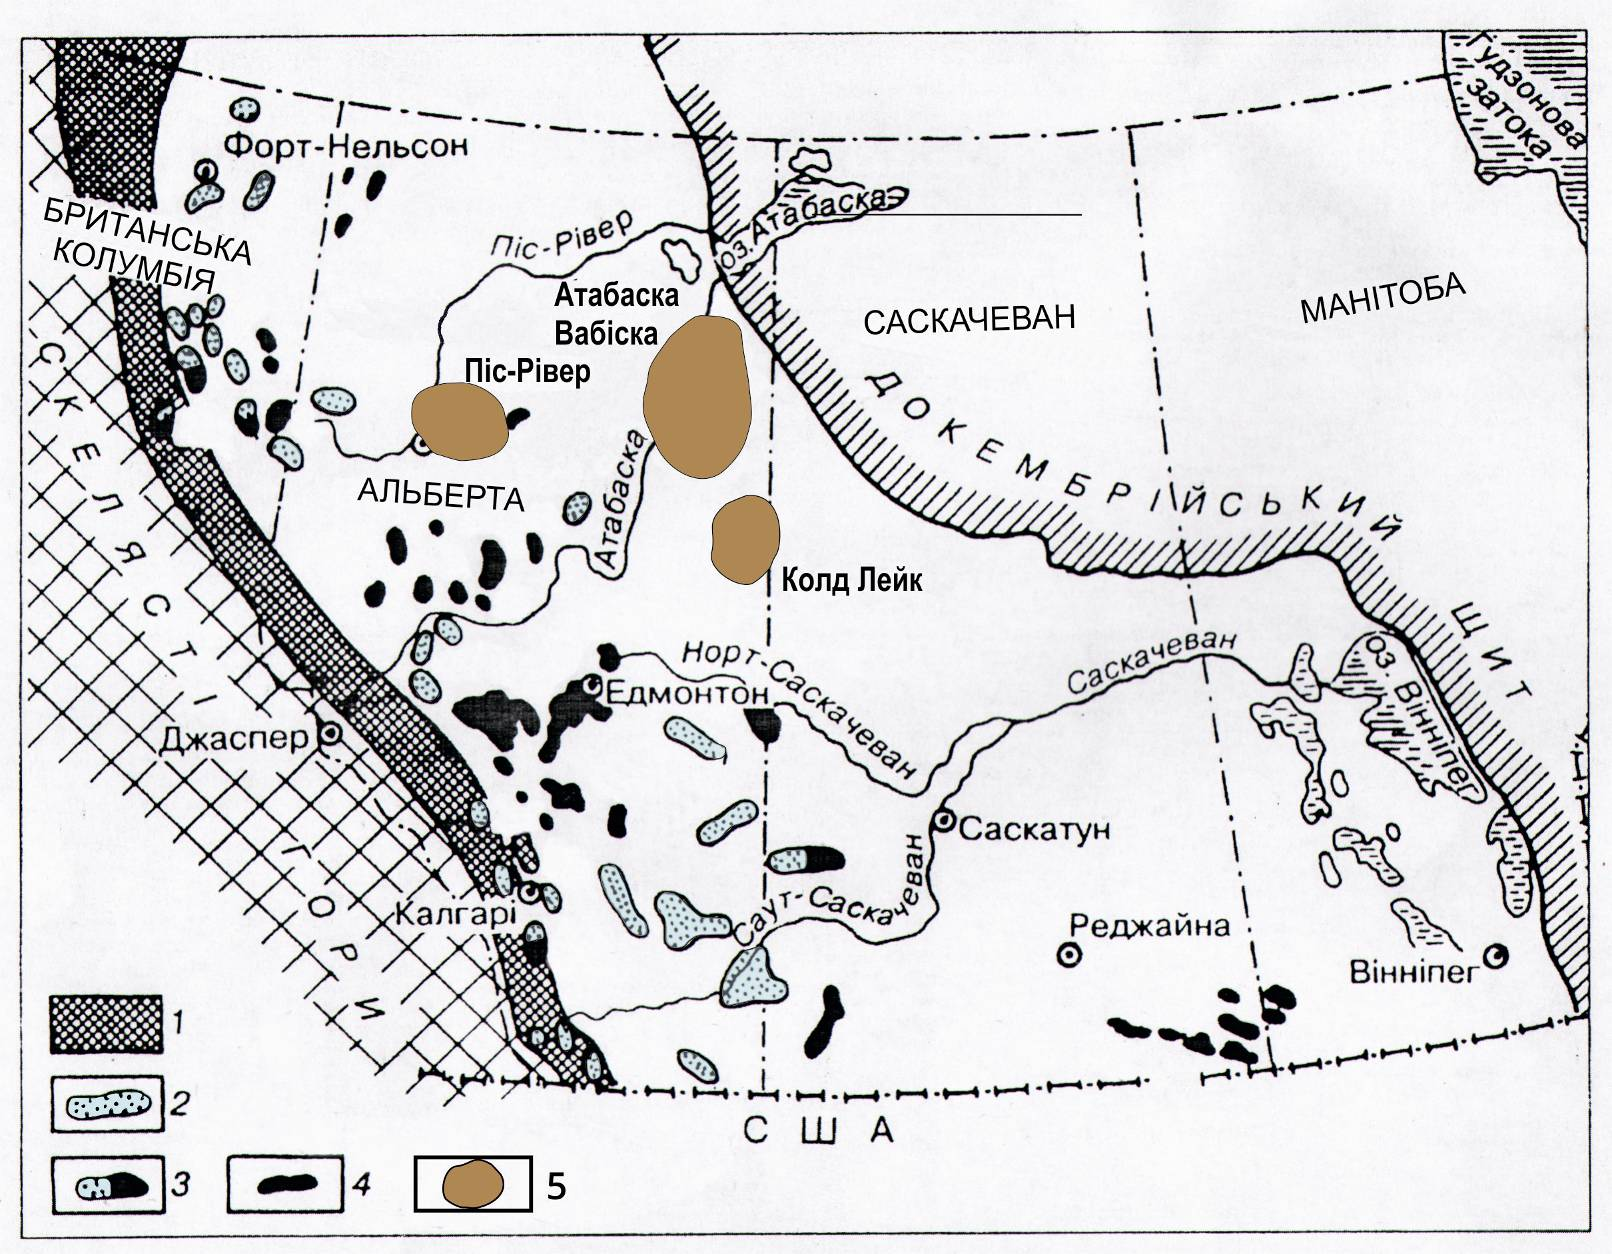 Гудзонова
затока
Форт-Нельсон
БРИТАНСЬКА
КОЛУМБІЯ
Піс-Рівер
оз. Атабаска
Атабаска
Вабіска
Піс-Рівер
САСКАЧЕВАН
МАНІТОБА
СКЕЛЯСТІ ГОРИ
ДОКЕМБРІЙСЬКИЙ ЩИТ
АЛЬБЕРТА
Атабаска
Колд Лейк
Норт-Саскачеван
Саскачеван
Едмонтон
оз. Вінніпег
Джаспер
Саскатун
Саут-Саскачеван
Калгарі
Реджайна
Вінніпег
США
1
2
3
4
5